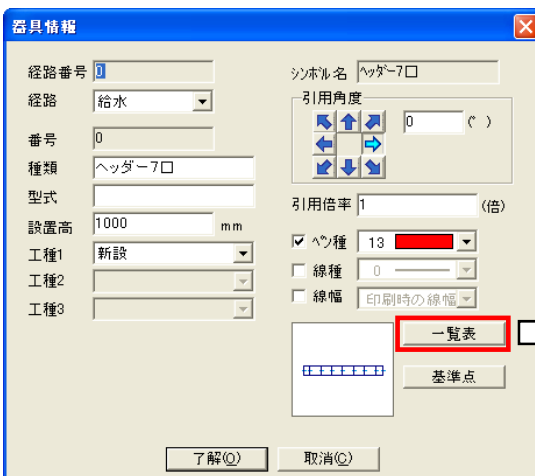 器具情報
経路番号 0
経路 給水
番号 0
種類 ヘッダー7口
型式
設置高 1000 mm
工種1 新設
工種2
工種3
シンボル名 ヘッダー7口
引用角度
0 (°)
引用倍率 1 (倍)
ペン種 13
線種 0
線幅 印刷時の線幅
一覧表
基準点
了解(O) 取消(C)